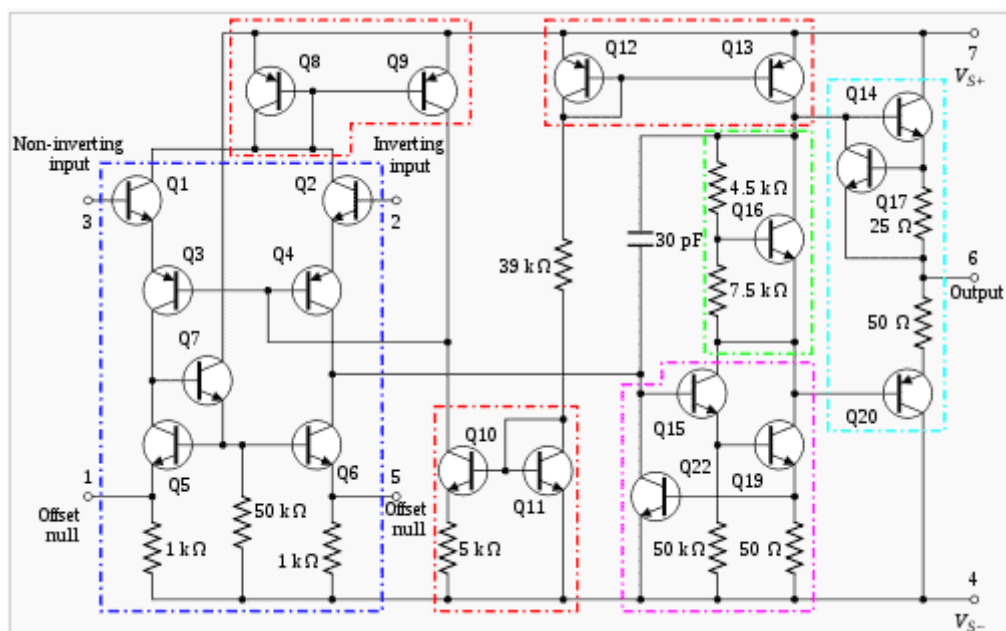 Q8
Q9
Q12
Q13
7
V_S+
Q14
Non-inverting
input
Inverting
input
Q1
Q2
3
2
4.5 kΩ
Q16
Q17
25 Ω
Q3
Q4
39 kΩ
30 pF
7.5 kΩ
6
Output
50 Ω
Q7
Q20
1
Q5
Q6
5
Q10
Q11
Q15
Q22
Q19
Offset
null
50 kΩ
Offset
null
1 kΩ
1 kΩ
5 kΩ
50 kΩ
50 Ω
4
V_S−